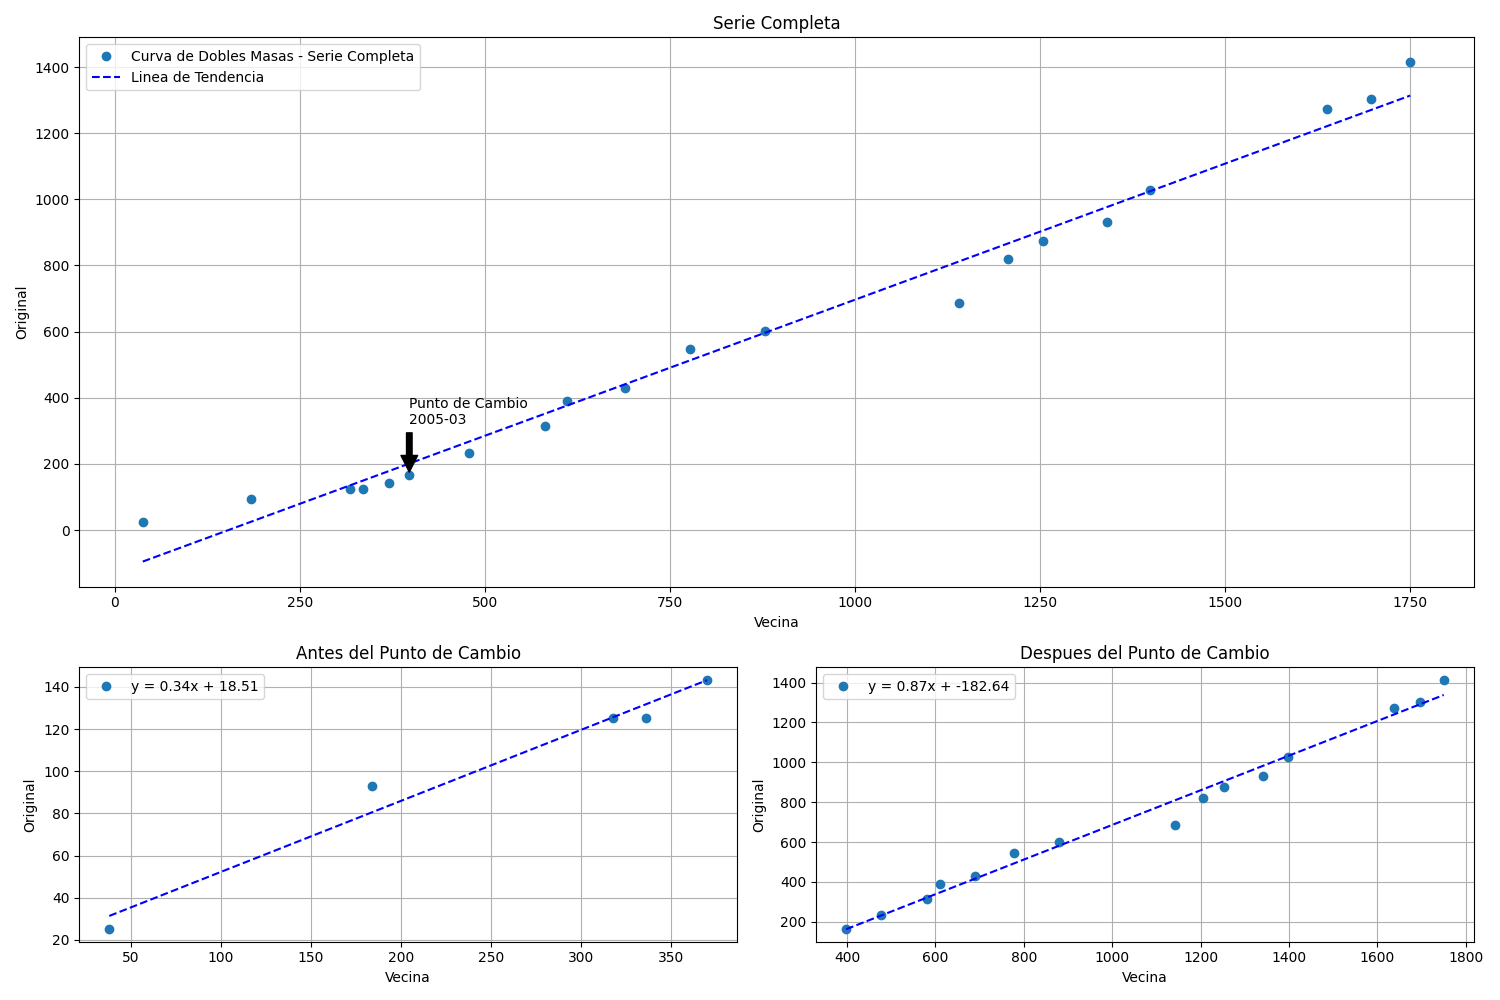 Serie Completa
Curva de Dobles Masas - Serie Completa
Linea de Tendencia
1400
1200
1000
800
600
400
200
0
Original
Punto de Cambio
2005-03
0 250 500 750 1000 1250 1500 1750
Vecina
Antes del Punto de Cambio
y = 0.34x + 18.51
140
120
100
80
60
40
20
Original
50 100 150 200 250 300 350
Vecina
Despues del Punto de Cambio
y = 0.87x + -182.64
1400
1200
1000
800
600
400
200
Original
400 600 800 1000 1200 1400 1600 1800
Vecina